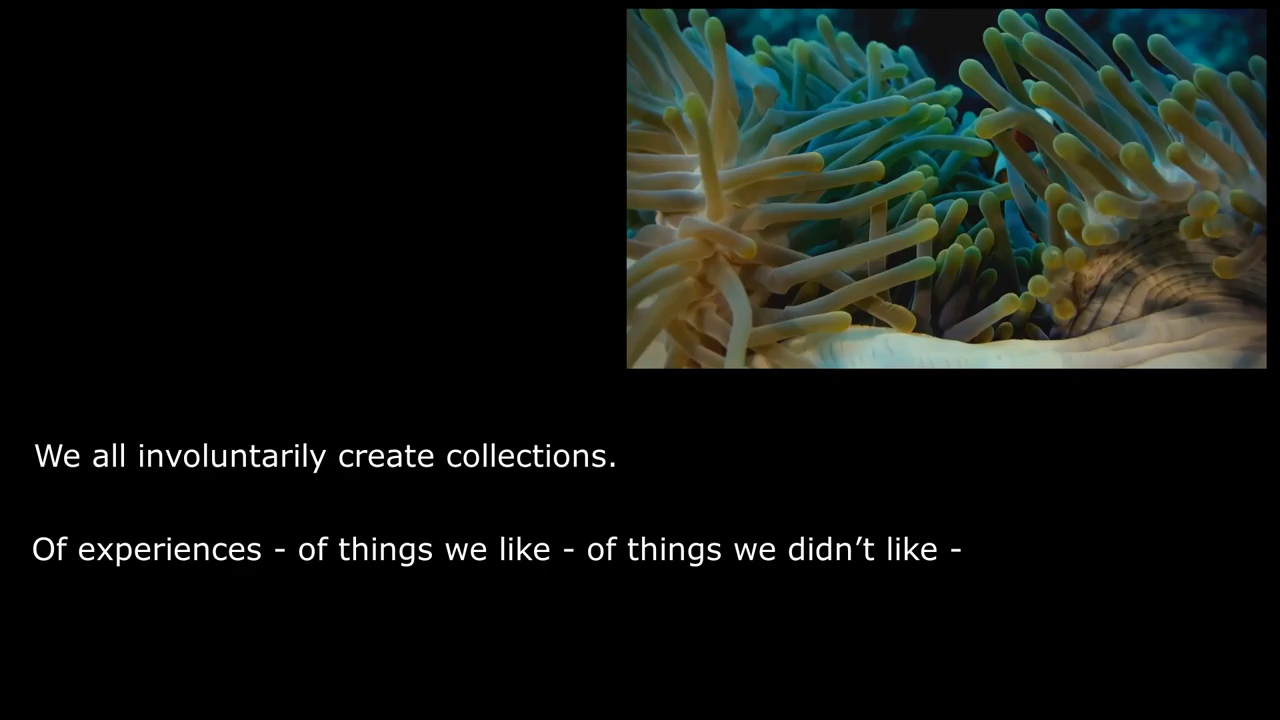 We all involuntarily create collections.
Of experiences - of things we like - of things we didn’t like -